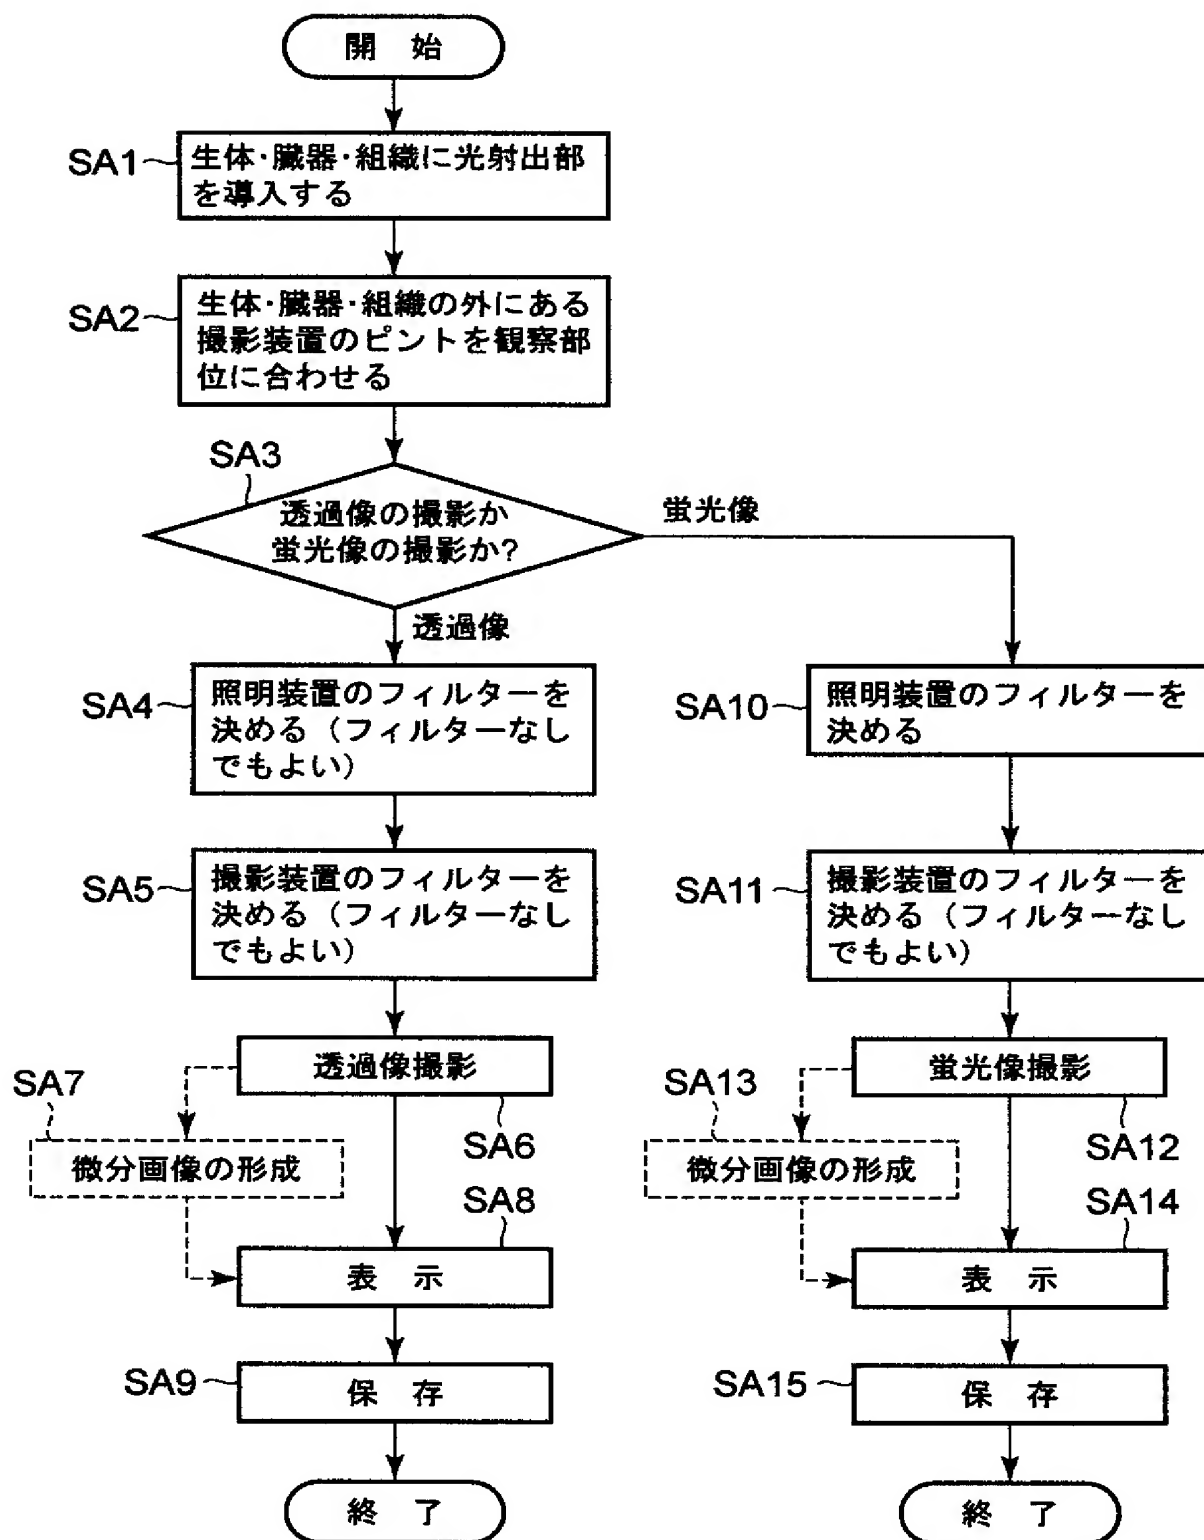 開 始
SA1
生体・臓器・組織に光射出部
を導入する
SA2
生体・臓器・組織の外にある
撮影装置のピントを観察部
位に合わせる
SA3
透過像の撮影か
蛍光像の撮影か?
蛍光像
透過像
SA4
照明装置のフィルターを
決める（フィルターなし
でもよい）
SA5
撮影装置のフィルターを
決める（フィルターなし
でもよい）
透過像撮影
SA6
SA7
微分画像の形成
SA8
表 示
SA9
保 存
終 了
SA10
照明装置のフィルターを
決める
SA11
撮影装置のフィルターを
決める（フィルターなし
でもよい）
蛍光像撮影
SA12
SA13
微分画像の形成
SA14
表 示
SA15
保 存
終 了